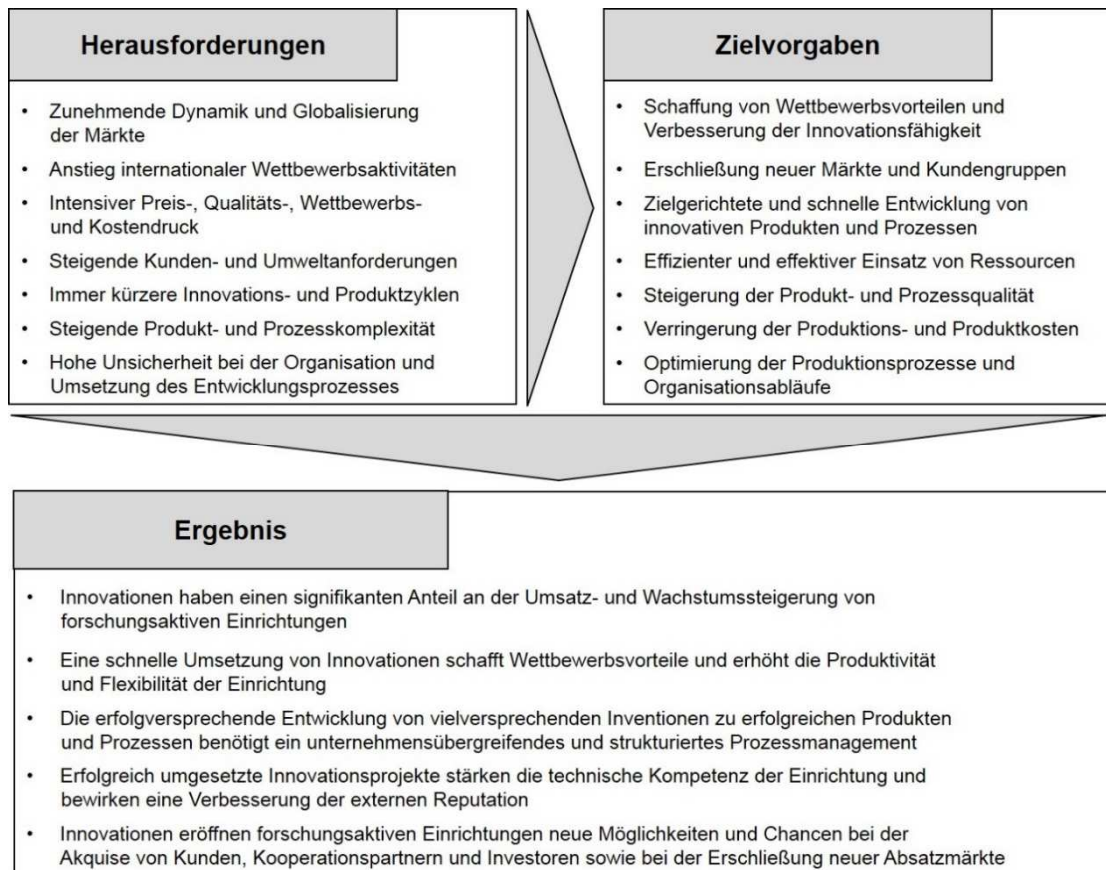 Herausforderungen
• Zunehmende Dynamik und Globalisierung
der Märkte
• Anstieg internationaler Wettbewerbsaktivitäten
• Intensiver Preis-, Qualitäts-, Wettbewerbs-
und Kostendruck
• Steigende Kunden- und Umweltanforderungen
• Immer kürzere Innovations- und Produktzyklen
• Steigende Produkt- und Prozesskomplexität
• Hohe Unsicherheit bei der Organisation und
Umsetzung des Entwicklungsprozesses
Zielvorgaben
• Schaffung von Wettbewerbsvorteilen und
Verbesserung der Innovationsfähigkeit
• Erschließung neuer Märkte und Kundengruppen
• Zielgerichtete und schnelle Entwicklung von
innovativen Produkten und Prozessen
• Effizienter und effektiver Einsatz von Ressourcen
• Steigerung der Produkt- und Prozessqualität
• Verringerung der Produktions- und Produktkosten
• Optimierung der Produktionsprozesse und
Organisationsabläufe
Ergebnis
• Innovationen haben einen signifikanten Anteil an der Umsatz- und Wachstumssteigerung von
forschungsaktiven Einrichtungen
• Eine schnelle Umsetzung von Innovationen schafft Wettbewerbsvorteile und erhöht die Produktivität
und Flexibilität der Einrichtung
• Die erfolgversprechende Entwicklung von vielversprechenden Inventionen zu erfolgreichen Produkten
und Prozessen benötigt ein unternehmensübergreifendes und strukturiertes Prozessmanagement
• Erfolgreich umgesetzte Innovationsprojekte stärken die technische Kompetenz der Einrichtung und
bewirken eine Verbesserung der externen Reputation
• Innovationen eröffnen forschungsaktiven Einrichtungen neue Möglichkeiten und Chancen bei der
Akquise von Kunden, Kooperationspartnern und Investoren sowie bei der Erschließung neuer Absatzmärkte